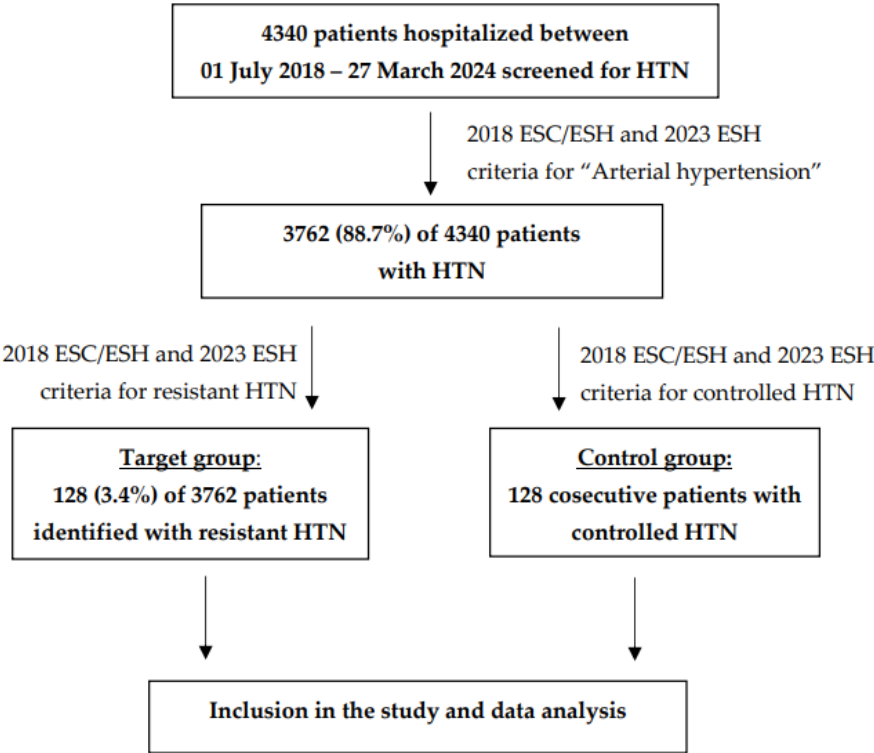 4340 patients hospitalized between
01 July 2018 – 27 March 2024 screened for HTN
2018 ESC/ESH and 2023 ESH
criteria for “Arterial hypertension”
3762 (88.7%) of 4340 patients
with HTN
2018 ESC/ESH and 2023 ESH
criteria for resistant HTN
2018 ESC/ESH and 2023 ESH
criteria for controlled HTN
Target group:
128 (3.4%) of 3762 patients
identified with resistant HTN
Control group:
128 cosecutive patients with
controlled HTN
Inclusion in the study and data analysis